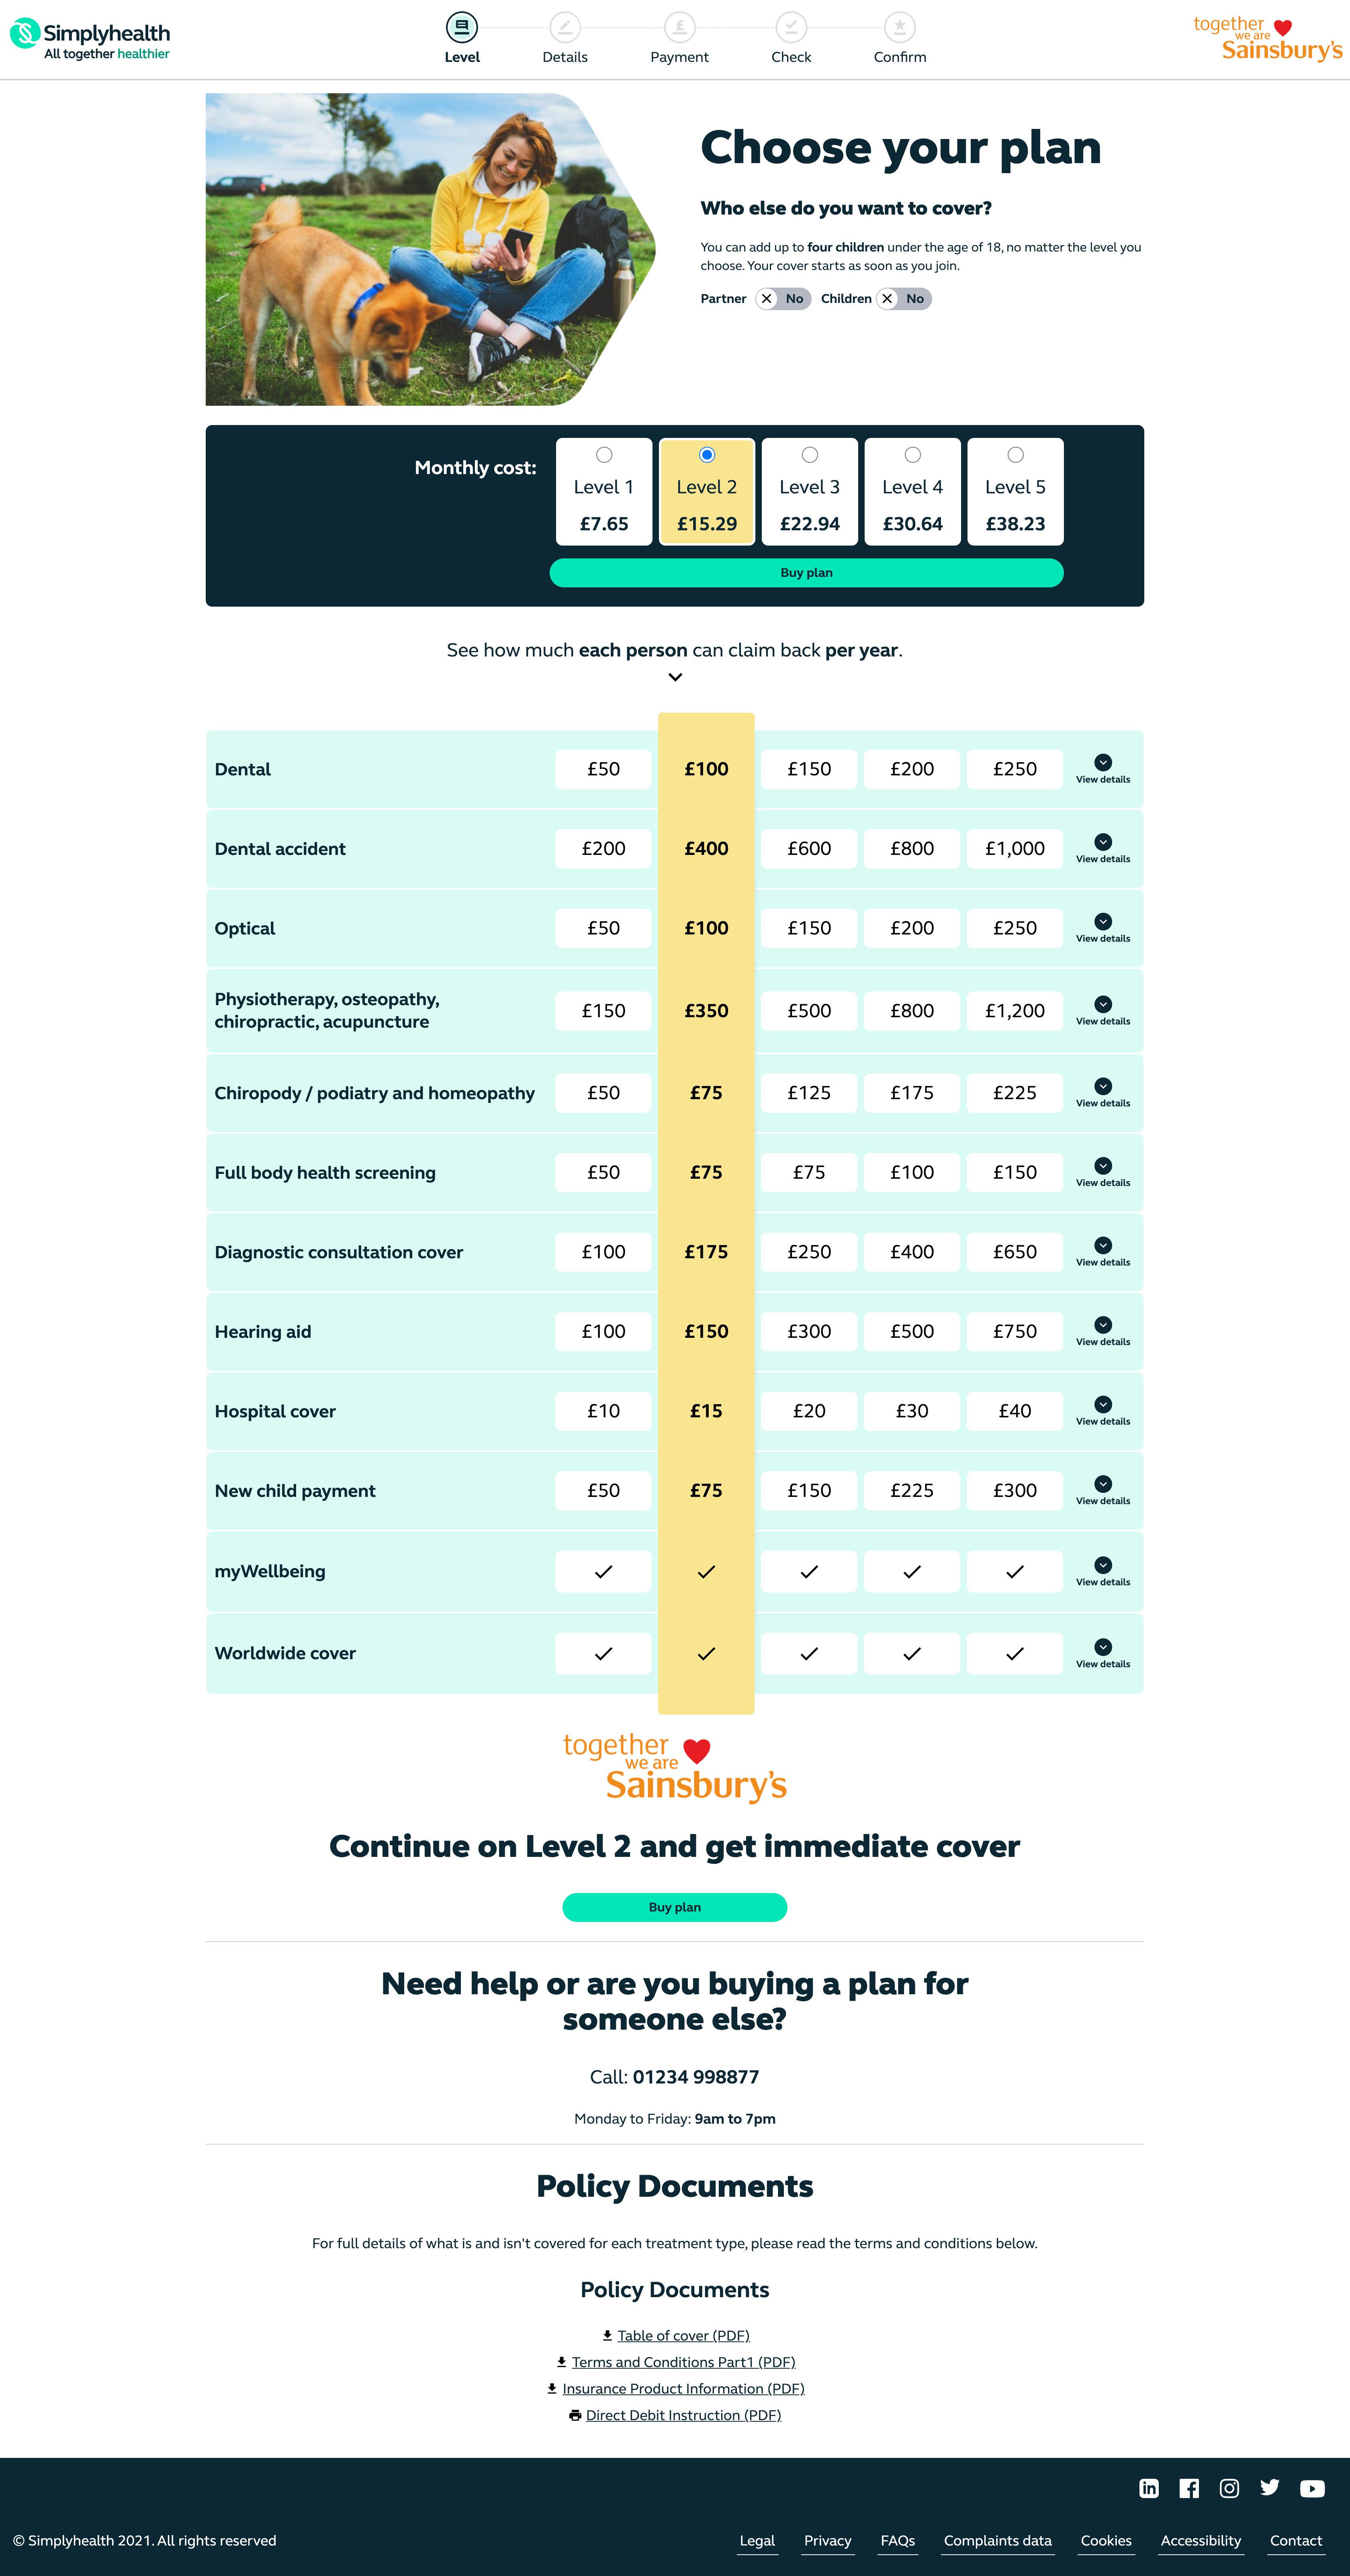 Simplyhealth
All together healthier
Level
Details
Payment
Check
Confirm
together
we are
Sainsbury's
Choose your plan
Who else do you want to cover?
You can add up to four children under the age of 18, no matter the level you
choose. Your cover starts as soon as you join.
Partner No Children No
Monthly cost:
Level 1 Level 2 Level 3 Level 4 Level 5
£7.65 £15.29 £22.94 £30.64 £38.23
Buy plan
See how much each person can claim back per year.
Dental £50 £100 £150 £200 £250 View details
Dental accident £200 £400 £600 £800 £1,000 View details
Optical £50 £100 £150 £200 £250 View details
Physiotherapy, osteopathy,
chiropractic, acupuncture £150 £350 £500 £800 £1,200 View details
Chiropody / podiatry and homeopathy £50 £75 £125 £175 £225 View details
Full body health screening £50 £75 £75 £100 £150 View details
Diagnostic consultation cover £100 £175 £250 £400 £650 View details
Hearing aid £100 £150 £300 £500 £750 View details
Hospital cover £10 £15 £20 £30 £40 View details
New child payment £50 £75 £150 £225 £300 View details
myWellbeing View details
Worldwide cover View details
together
we are
Sainsbury's
Continue on Level 2 and get immediate cover
Buy plan
Need help or are you buying a plan for
someone else?
Call: 01234 998877
Monday to Friday: 9am to 7pm
Policy Documents
For full details of what is and isn't covered for each treatment type, please read the terms and conditions below.
Policy Documents
Table of cover (PDF)
Terms and Conditions Part1 (PDF)
Insurance Product Information (PDF)
Direct Debit Instruction (PDF)
© Simplyhealth 2021. All rights reserved
Legal Privacy FAQs Complaints data Cookies Accessibility Contact